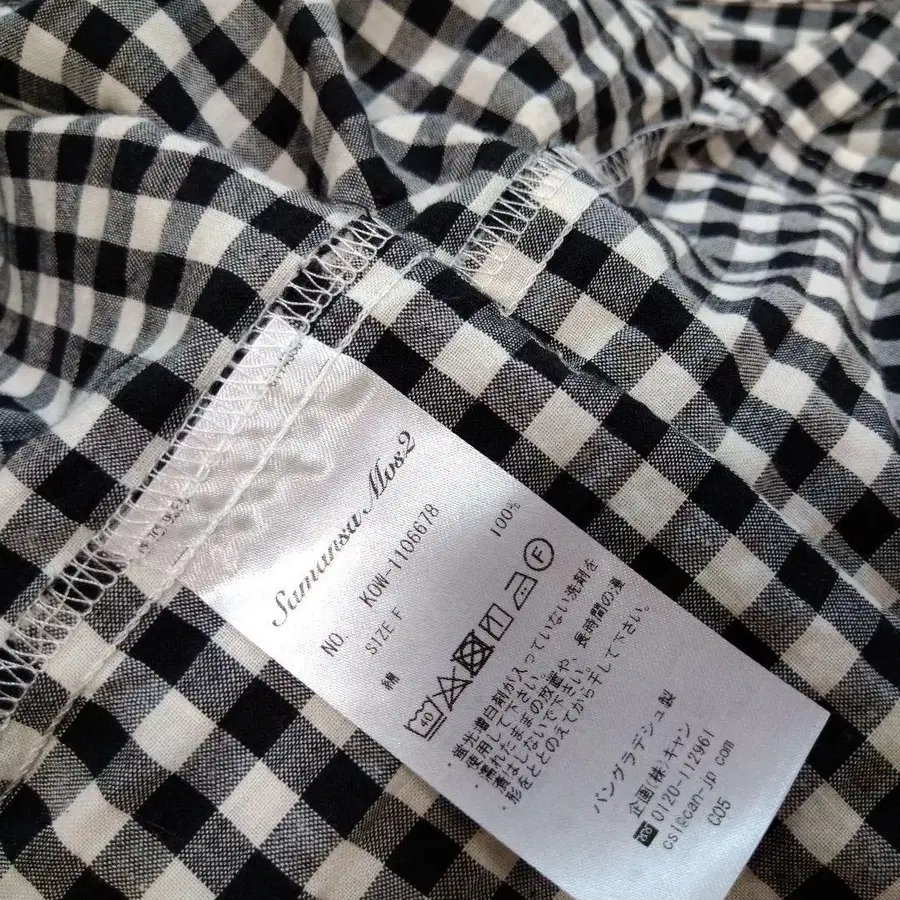 Samansa Mos2
NO. KOW-1106678
SIZE F
綿 100%
40 F
・蛍光増白剤が入っていない洗剤を
使用して下さい。
・濡れたままの放置や、長時間の浸
漬はしないで下さい。
・形をととのえてから干して下さい。
バングラデシュ製
企画(株)キャン
0120-112961
cs1@can-jp.com
C05